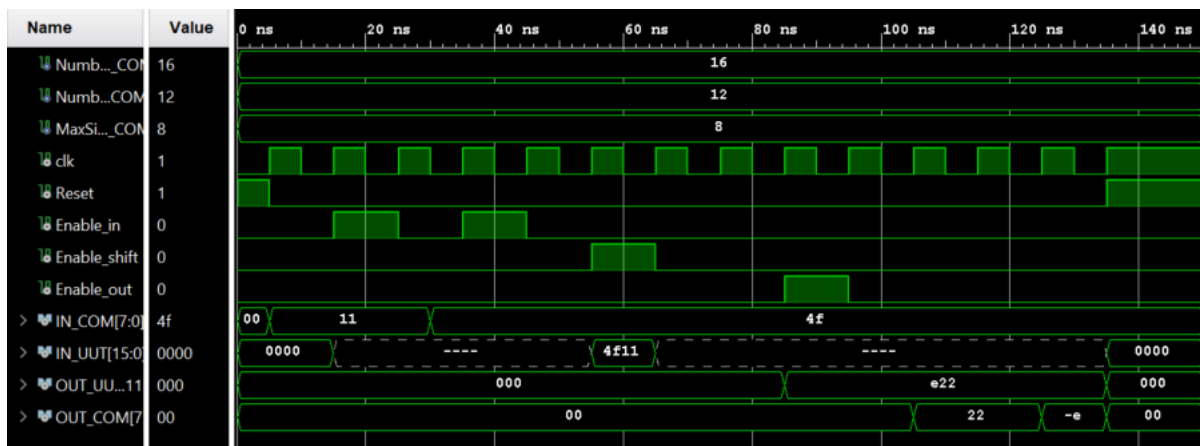 Name Value 0 ns 20 ns 40 ns 60 ns 80 ns 100 ns 120 ns 140 ns
Numb..._CON 16 16
Numb...COM 12 12
MaxSi..._CON 8 8
clk 1
Reset 1
Enable_in 0
Enable_shift 0
Enable_out 0
> IN_COM[7:0] 4f 00 11 4f
> IN_UUT[15:0] 0000 0000 ---- 4f11 ---- 0000
> OUT_UU...11 000 000 e22 000
> OUT_COM[7 00 00 22 -e 00